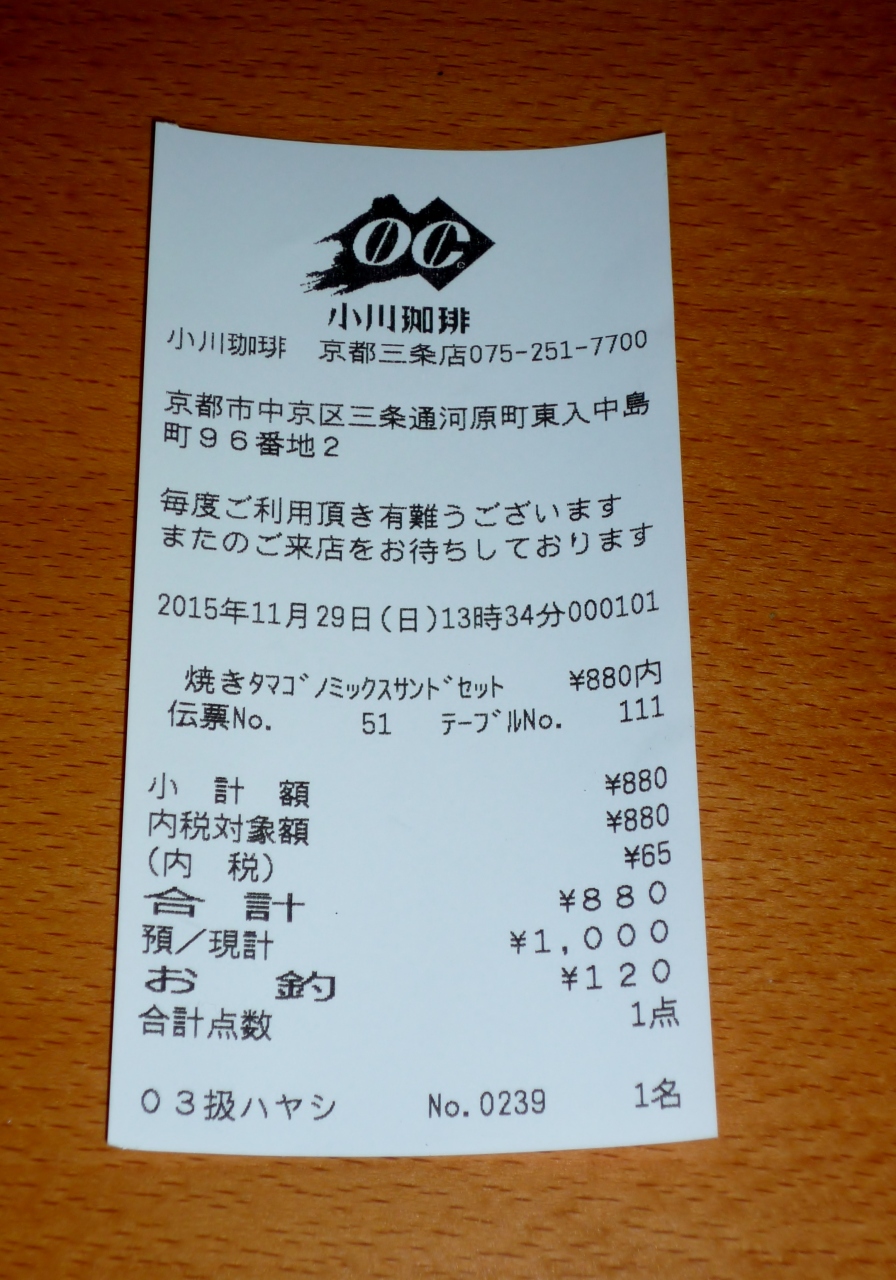 OC
小川珈琲
小川珈琲　京都三条店075-251-7700
京都市中京区三条通河原町東入中島
町９６番地２
毎度ご利用頂き有難うございます
またのご来店をお待ちしております
2015年11月29日(日)13時34分000101
焼きﾀﾏｺﾞﾉﾐｯｸｽｻﾝﾄﾞｾｯﾄ ¥880内
伝票No. 51 ﾃｰﾌﾞﾙNo. 111
小　計　額 ¥880
内税対象額 ¥880
(内　税) ¥65
合　計 ¥８８０
預／現計 ¥１,０００
お　釣 ¥１２０
合計点数 1点
０３扱ハヤシ No.0239 1名